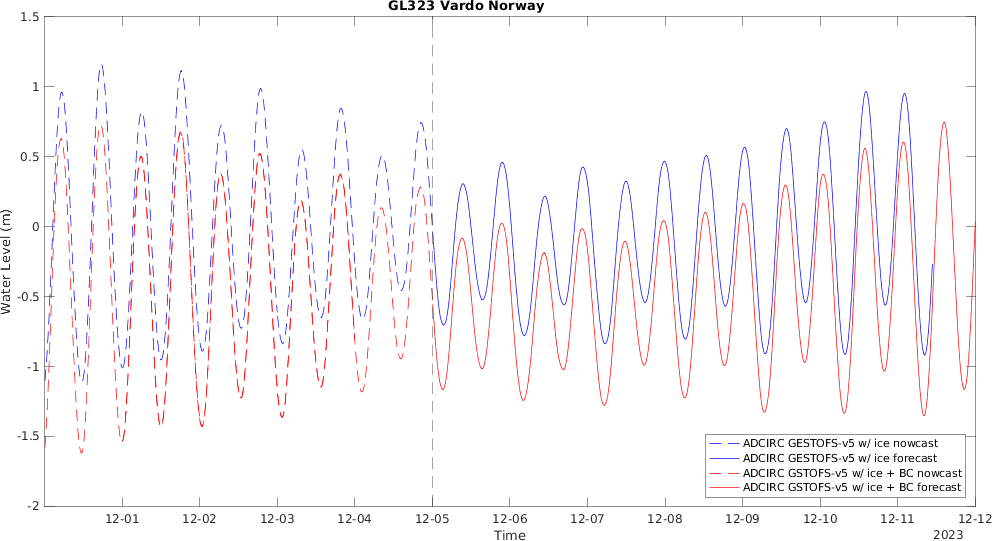 GL323 Vardo Norway
1.5
1
0.5
0
-0.5
-1
-1.5
-2
Water Level (m)
ADCIRC GESTOFS-v5 w/ ice nowcast
ADCIRC GESTOFS-v5 w/ ice forecast
ADCIRC GSTOFS-v5 w/ ice + BC nowcast
ADCIRC GSTOFS-v5 w/ ice + BC forecast
12-01 12-02 12-03 12-04 12-05 12-06 12-07 12-08 12-09 12-10 12-11 12-12
Time
2023